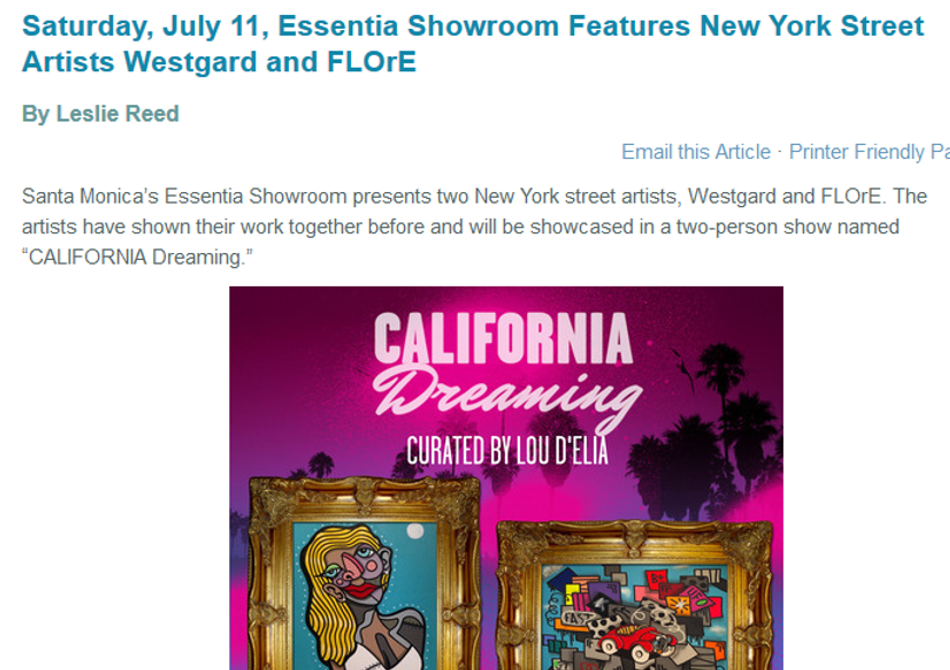 Saturday, July 11, Essentia Showroom Features New York Street
Artists Westgard and FLOrE
By Leslie Reed
Email this Article · Printer Friendly Pa
Santa Monica’s Essentia Showroom presents two New York street artists, Westgard and FLOrE. The
artists have shown their work together before and will be showcased in a two-person show named
“CALIFORNIA Dreaming.”
CALIFORNIA
Dreaming
CURATED BY LOU D'ELIA
B+
EAST